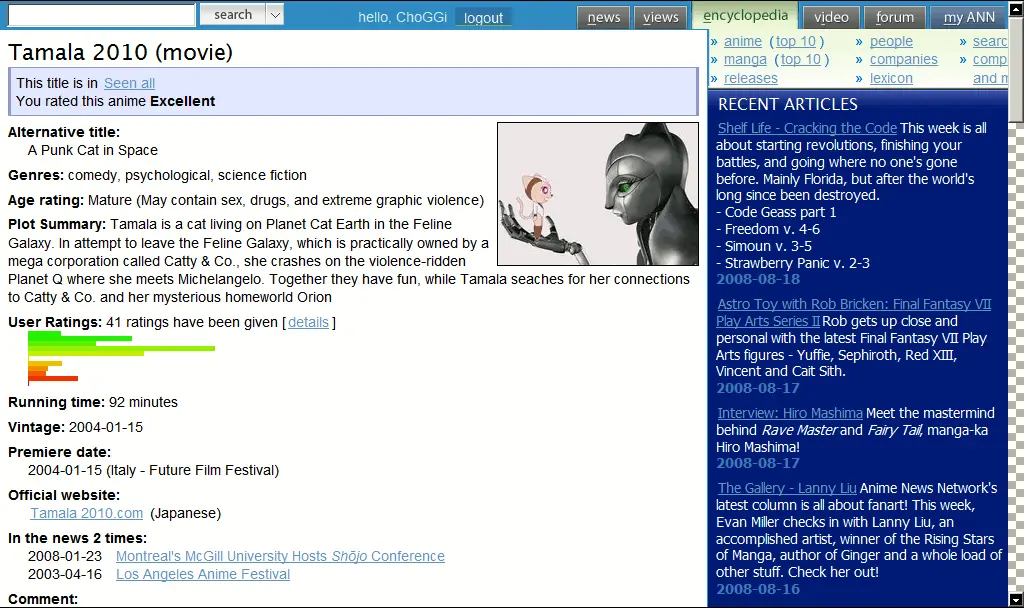 search
hello, ChoGGi logout
news views encyclopedia video forum my ANN
Tamala 2010 (movie)
This title is in Seen all
You rated this anime Excellent
Alternative title:
A Punk Cat in Space
Genres: comedy, psychological, science fiction
Age rating: Mature (May contain sex, drugs, and extreme graphic violence)
Plot Summary: Tamala is a cat living on Planet Cat Earth in the Feline
Galaxy. In attempt to leave the Feline Galaxy, which is practically owned by a
mega corporation called Catty & Co., she crashes on the violence-ridden
Planet Q where she meets Michelangelo. Together they have fun, while Tamala searches for her connections
to Catty & Co. and her mysterious homeworld Orion
User Ratings: 41 ratings have been given [details]
Running time: 92 minutes
Vintage: 2004-01-15
Premiere date:
2004-01-15 (Italy - Future Film Festival)
Official website:
Tamala 2010.com (Japanese)
In the news 2 times:
2008-01-23 Montreal's McGill University Hosts Shōjo Conference
2003-04-16 Los Angeles Anime Festival
Comment:
» anime (top 10) » people » searc
» manga (top 10) » companies » comp
» releases » lexicon and m
RECENT ARTICLES
Shelf Life - Cracking the Code This week is all
about starting revolutions, finishing your
battles, and going where no one's gone
before. Mainly Florida, but after the world's
long since been destroyed.
- Code Geass part 1
- Freedom v. 4-6
- Simoun v. 3-5
- Strawberry Panic v. 2-3
2008-08-18
Astro Toy with Rob Bricken: Final Fantasy VII
Play Arts Series II Rob gets up close and
personal with the latest Final Fantasy VII Play
Arts figures - Yuffie, Sephiroth, Red XIII,
Vincent and Cait Sith.
2008-08-17
Interview: Hiro Mashima Meet the mastermind
behind Rave Master and Fairy Tail, manga-ka
Hiro Mashima!
2008-08-17
The Gallery - Lanny Liu Anime News Network's
latest column is all about fanart! This week,
Evan Miller checks in with Lanny Liu, an
accomplished artist, winner of the Rising Stars
of Manga, author of Ginger and a whole load of
other stuff. Check her out!
2008-08-16